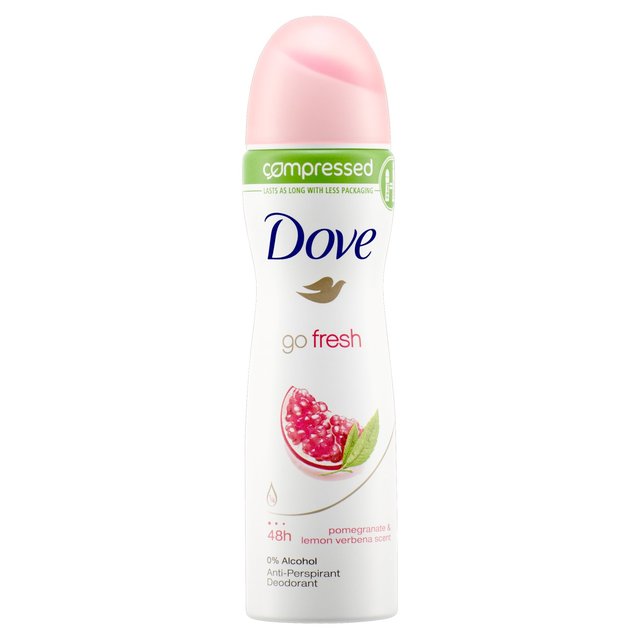 compressed
LASTS AS LONG WITH LESS PACKAGING
Dove
go fresh
pomegranate &
lemon verbena scent
48h
0% Alcohol
Anti-Perspirant
Deodorant